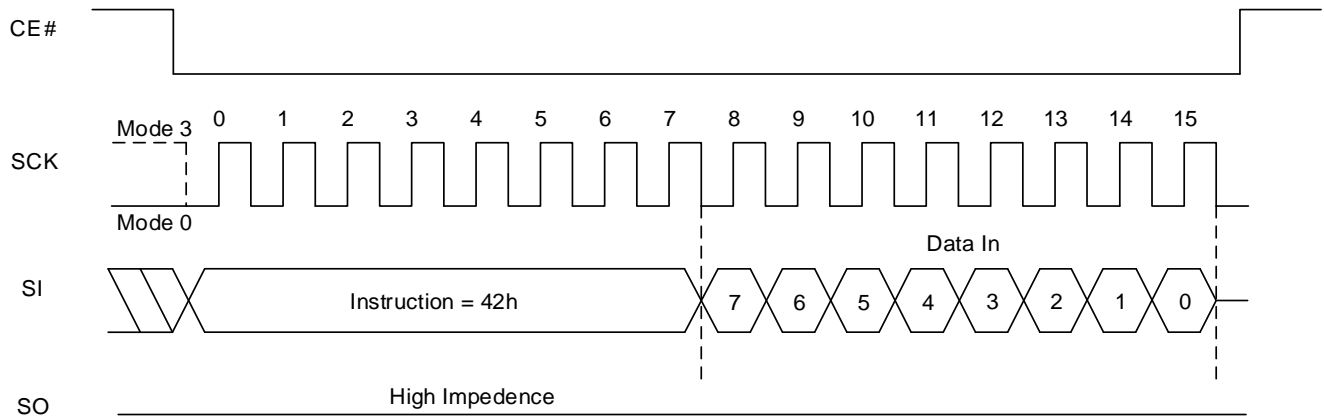 CE#
Mode 3 0 1 2 3 4 5 6 7 8 9 10 11 12 13 14 15
SCK
Mode 0
Data In
SI
Instruction = 42h 7 6 5 4 3 2 1 0
High Impedence
SO